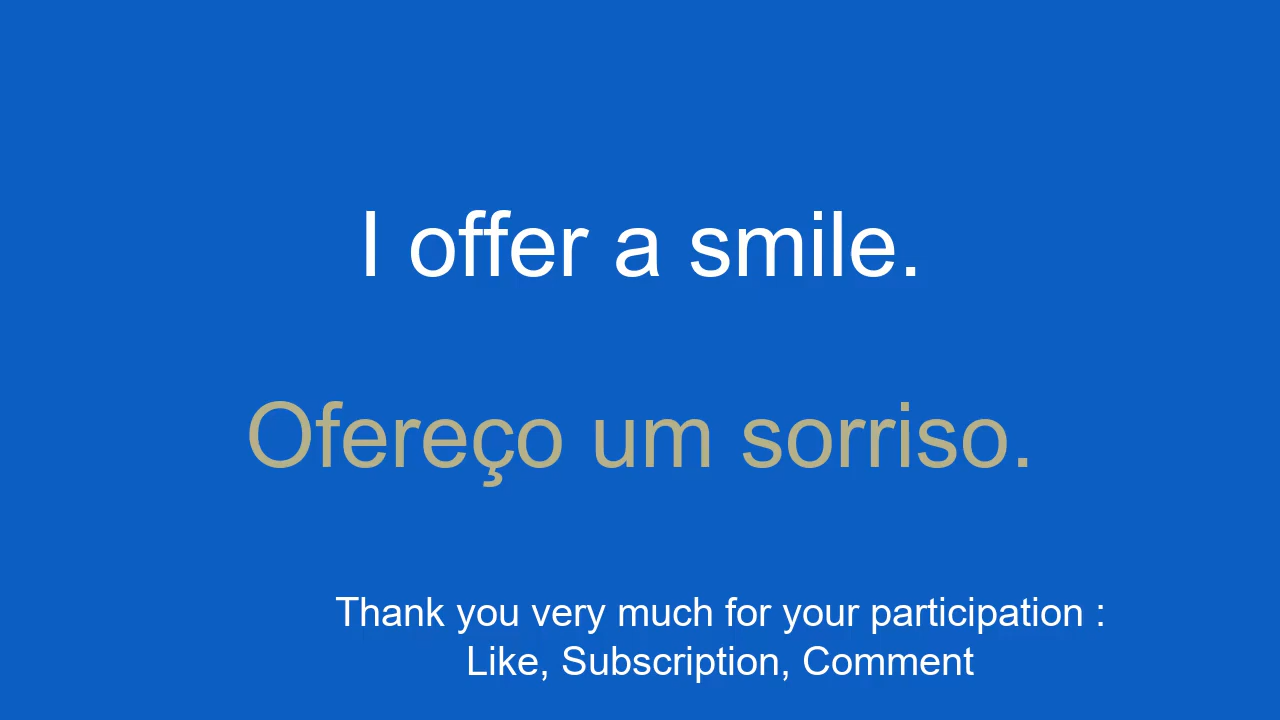 I offer a smile.
Ofereço um sorriso.
Thank you very much for your participation :
Like, Subscription, Comment